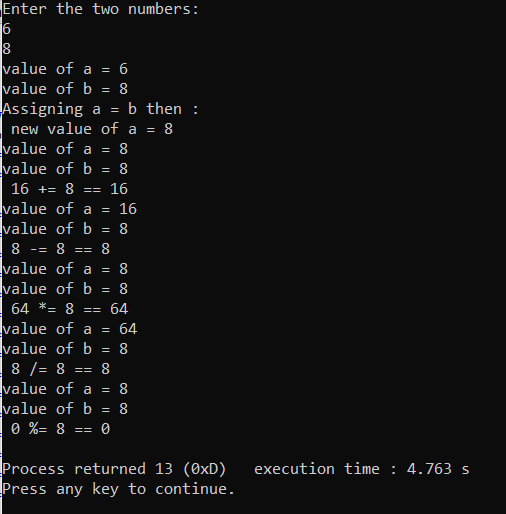 Enter the two numbers:
6
8
value of a = 6
value of b = 8
Assigning a = b then :
 new value of a = 8
value of a = 8
value of b = 8
 16 += 8 == 16
value of a = 16
value of b = 8
 8 -= 8 == 8
value of a = 8
value of b = 8
 64 *= 8 == 64
value of a = 64
value of b = 8
 8 /= 8 == 8
value of a = 8
value of b = 8
 0 %= 8 == 0

Process returned 13 (0xD)   execution time : 4.763 s
Press any key to continue.